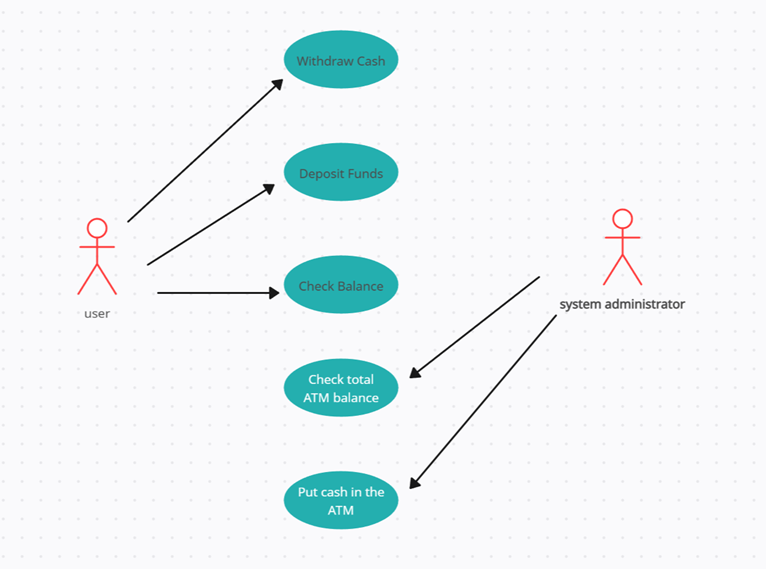 Withdraw Cash
Deposit Funds
Check Balance
user
system administrator
Check total
ATM balance
Put cash in the
ATM